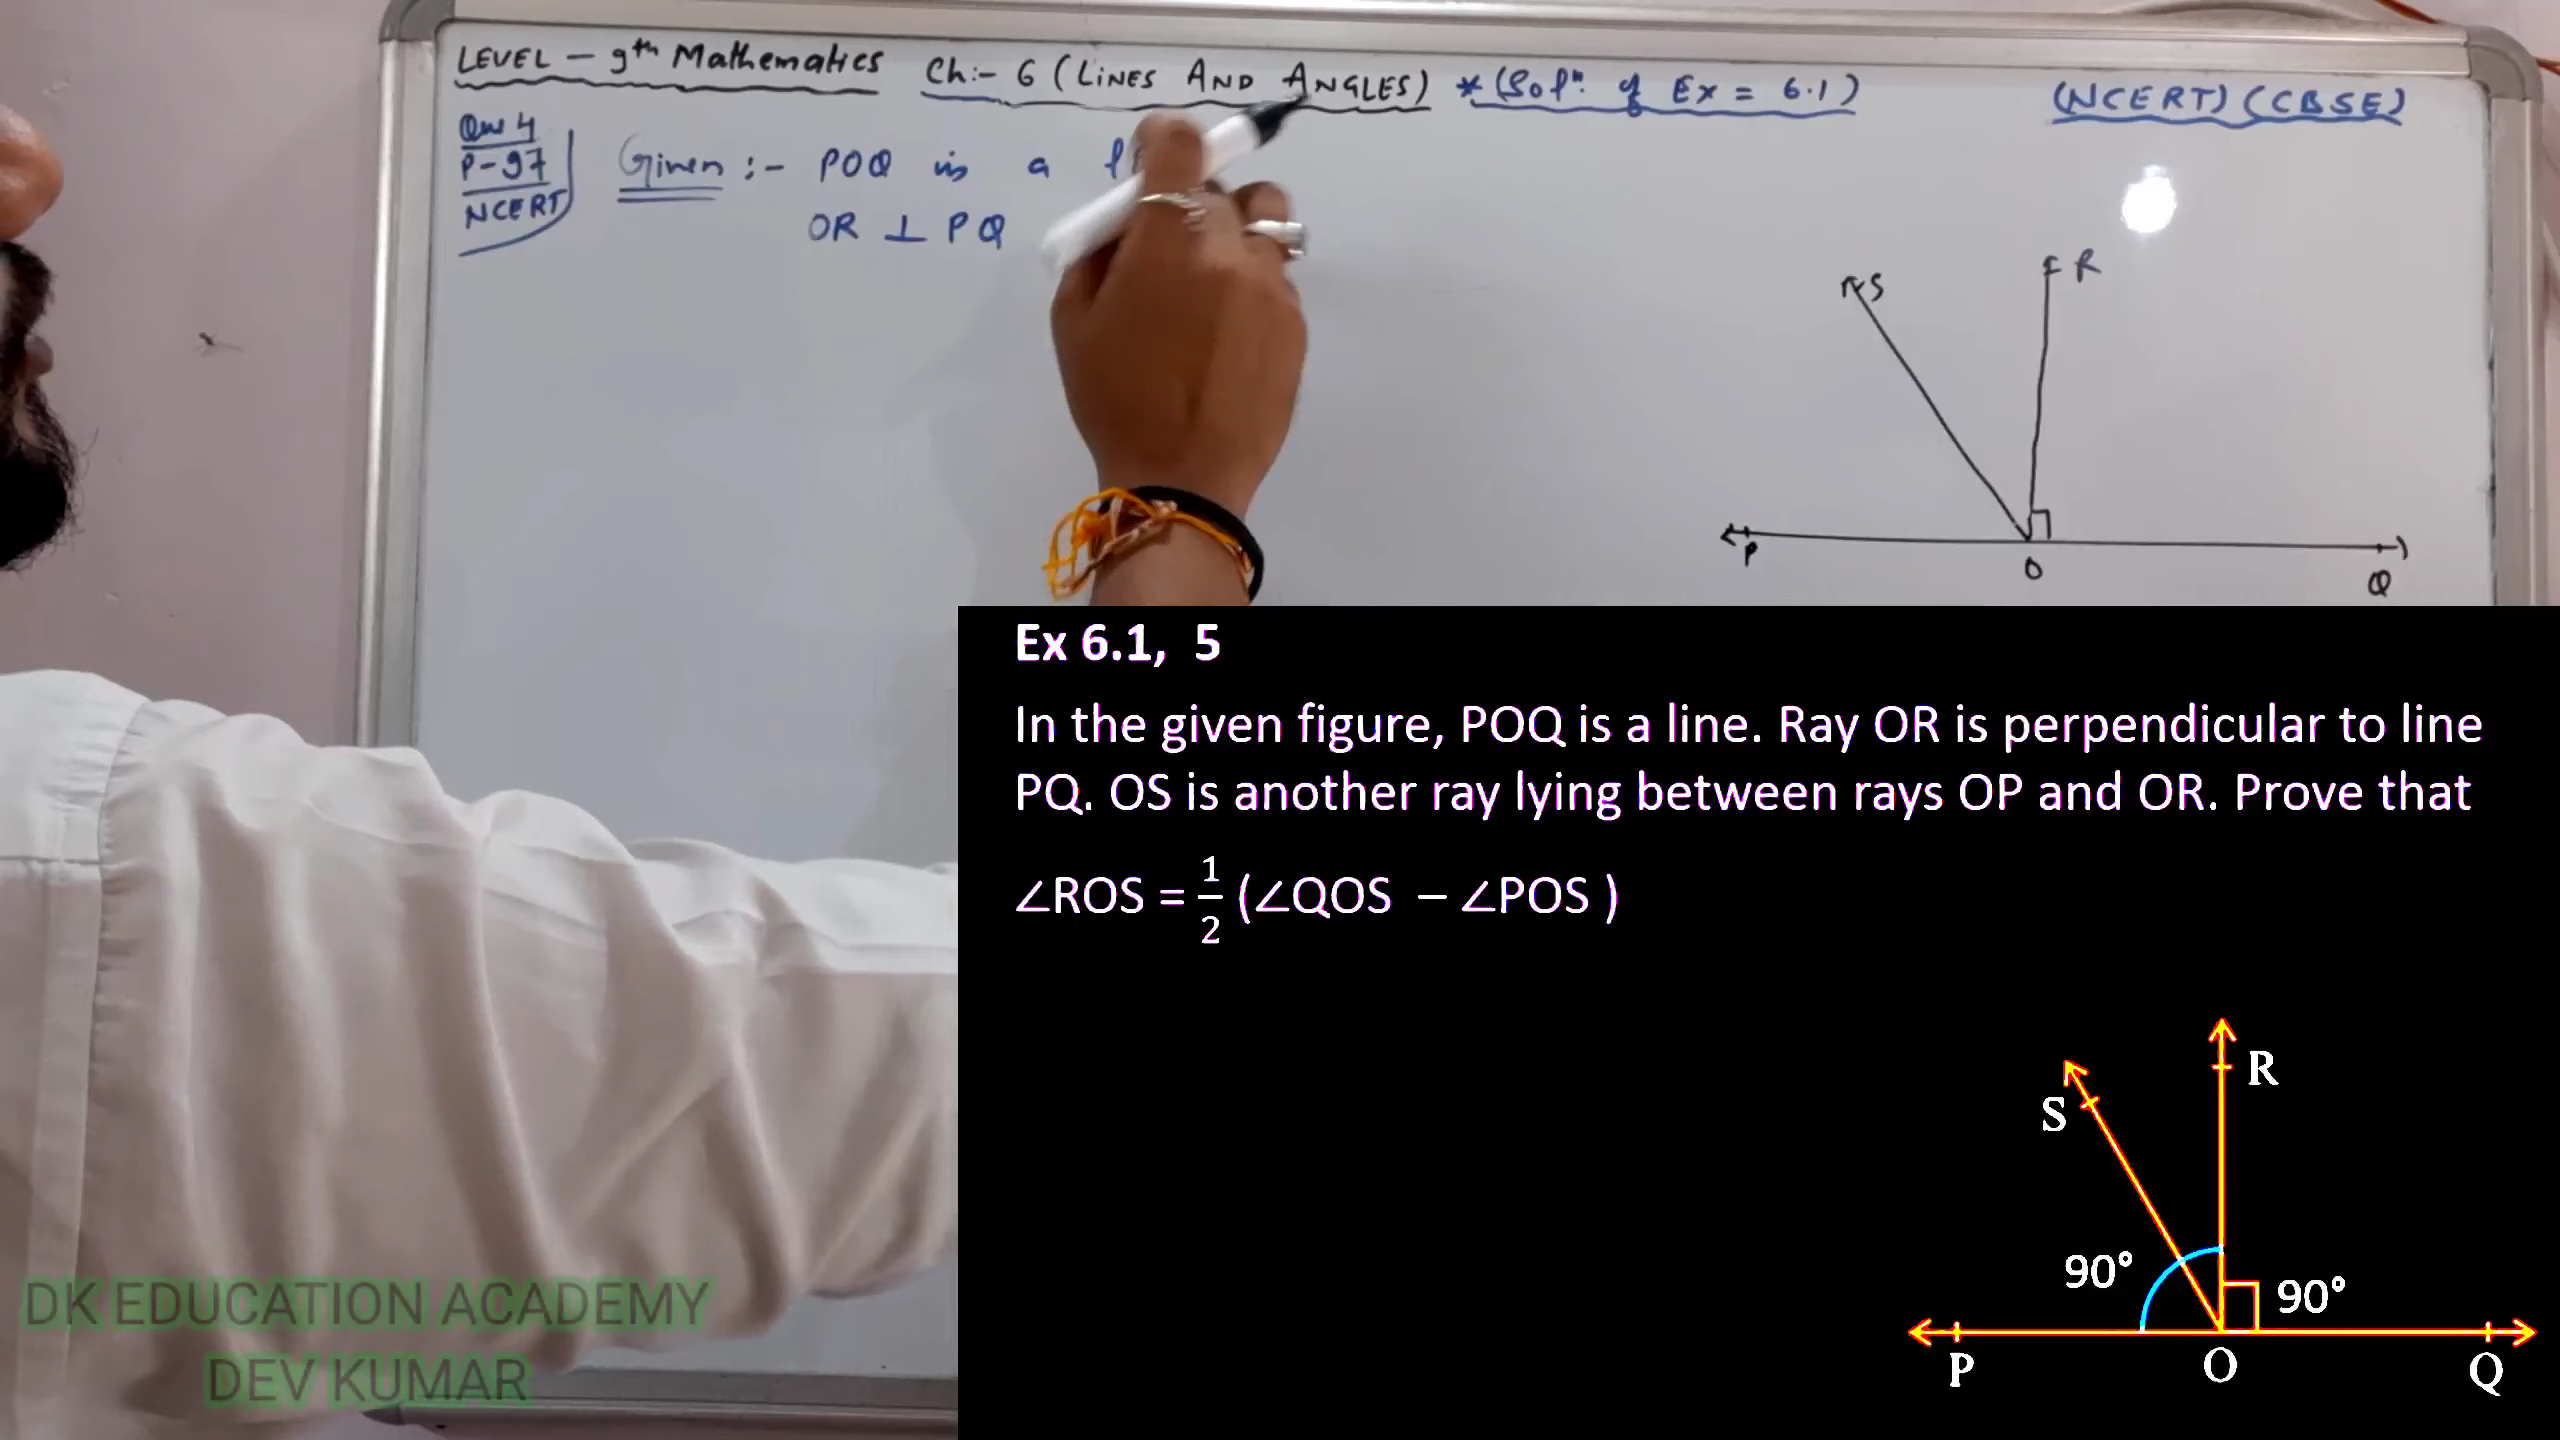 LEVEL - 9th Mathematics Ch:- 6 (LINES AND ANGLES) * (Solⁿ: of Ex = 6.1) (NCERT) (CBSE)
Que 4
P-97
NCERT
Given :- POQ is a
OR ⊥ PQ
S
R
P
O
Q
Ex 6.1, 5
In the given figure, POQ is a line. Ray OR is perpendicular to line
PQ. OS is another ray lying between rays OP and OR. Prove that
∠ROS = 1/2 (∠QOS – ∠POS )
R
S
90°
90°
P
O
Q
DK EDUCATION ACADEMY
DEV KUMAR